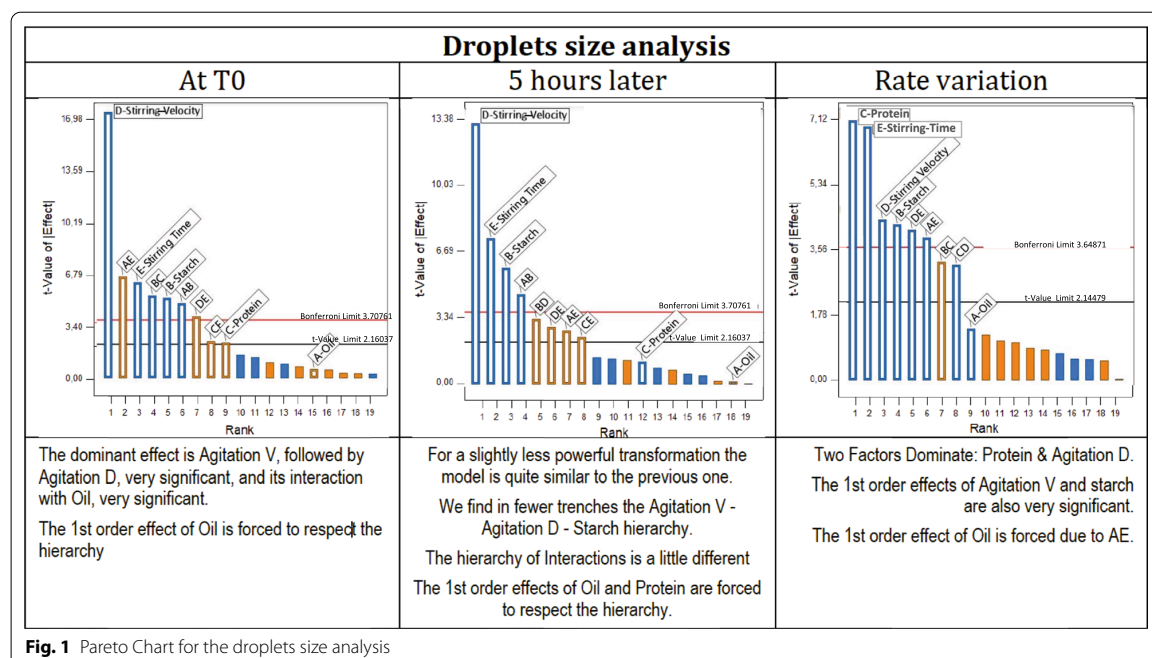 Droplets size analysis
At T0
5 hours later
Rate variation
t-Value of |Effect|
16,98
13,59
10,19
6,79
3,40
0,00
D-Stirring-Velocity
AE
E-Stirring Time
BC
B-Starch
AB
DE
CE
C-Protein
A-Oil
Bonferroni Limit 3.70761
t-Value Limit 2.16037
1 2 3 4 5 6 7 8 9 10 11 12 13 14 15 16 17 18 19
Rank
t-Value of |Effect|
13.38
10.03
6.69
3.34
0.00
D-Stirring-Velocity
E-Stirring Time
B-Starch
AB
BD
DE
AE
CE
C-Protein
A-Oil
Bonferroni Limit 3.70761
t-Value Limit 2.16037
1 2 3 4 5 6 7 8 9 10 11 12 13 14 15 16 17 18 19
Rank
t-Value of |Effect|
7,12
5,34
3,56
1,78
0,00
C-Protein
E-Stirring-Time
D-Stirring Velocity
B-Starch
DE
AE
BC
CD
A-Oil
Bonferroni Limit 3.64871
t-Value Limit 2.14479
1 2 3 4 5 6 7 8 9 10 11 12 13 14 15 16 17 18 19
Rank
The dominant effect is Agitation V, followed by
Agitation D, very significant, and its interaction
with Oil, very significant.
The 1st order effect of Oil is forced to respect the
hierarchy
For a slightly less powerful transformation the
model is quite similar to the previous one.
We find in fewer trenches the Agitation V -
Agitation D - Starch hierarchy.
The hierarchy of Interactions is a little different
The 1st order effects of Oil and Protein are forced
to respect the hierarchy.
Two Factors Dominate: Protein & Agitation D.
The 1st order effects of Agitation V and starch
are also very significant.
The 1st order effect of Oil is forced due to AE.
Fig. 1 Pareto Chart for the droplets size analysis